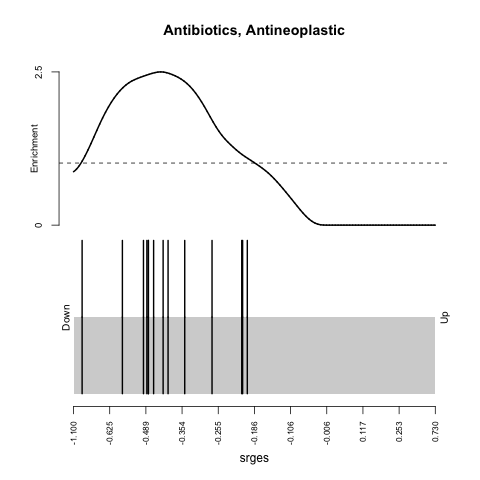 Antibiotics, Antineoplastic
2.5
Enrichment
0
Down
Up
-1.100
-0.625
-0.489
-0.354
-0.255
-0.186
-0.106
-0.006
0.117
0.253
0.730
srges